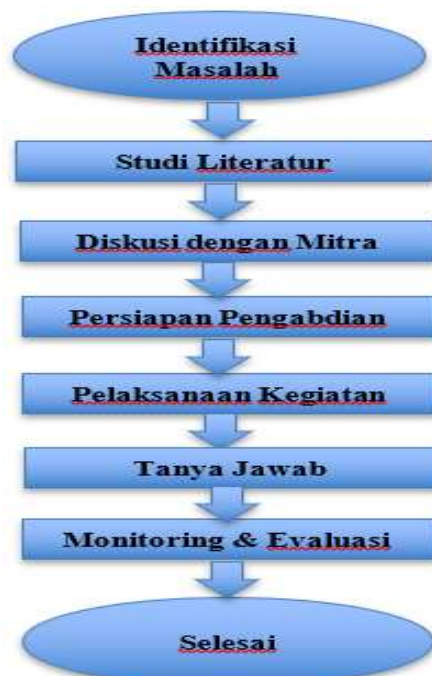 Identifikasi
Masalah
Studi Literatur
Diskusi dengan Mitra
Persiapan Pengabdian
Pelaksanaan Kegiatan
Tanya Jawab
Monitoring & Evaluasi
Selesai